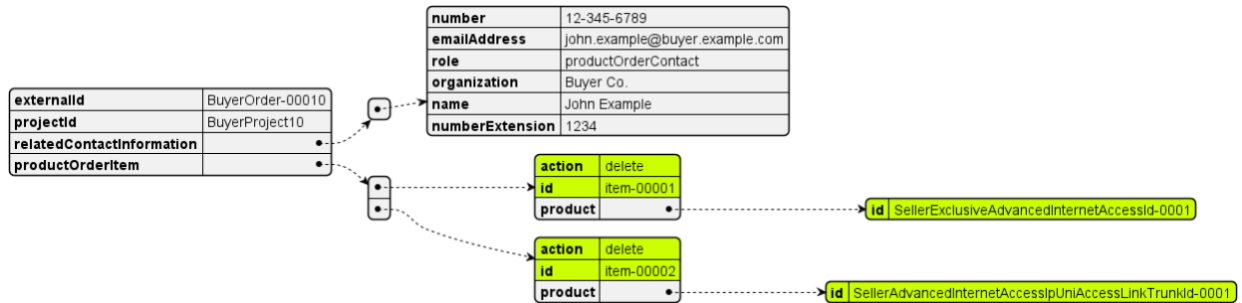 number 12-345-6789
emailAddress john.example@buyer.example.com
role productOrderContact
organization Buyer Co.
name John Example
numberExtension 1234
externalId BuyerOrder-00010
projectId BuyerProject10
relatedContactInformation
productOrderItem
action delete
id item-00001
product
id SellerExclusiveAdvancedInternetAccessId-0001
action delete
id item-00002
product
id SellerAdvancedInternetAccessIpUniAccessLinkTrunkId-0001